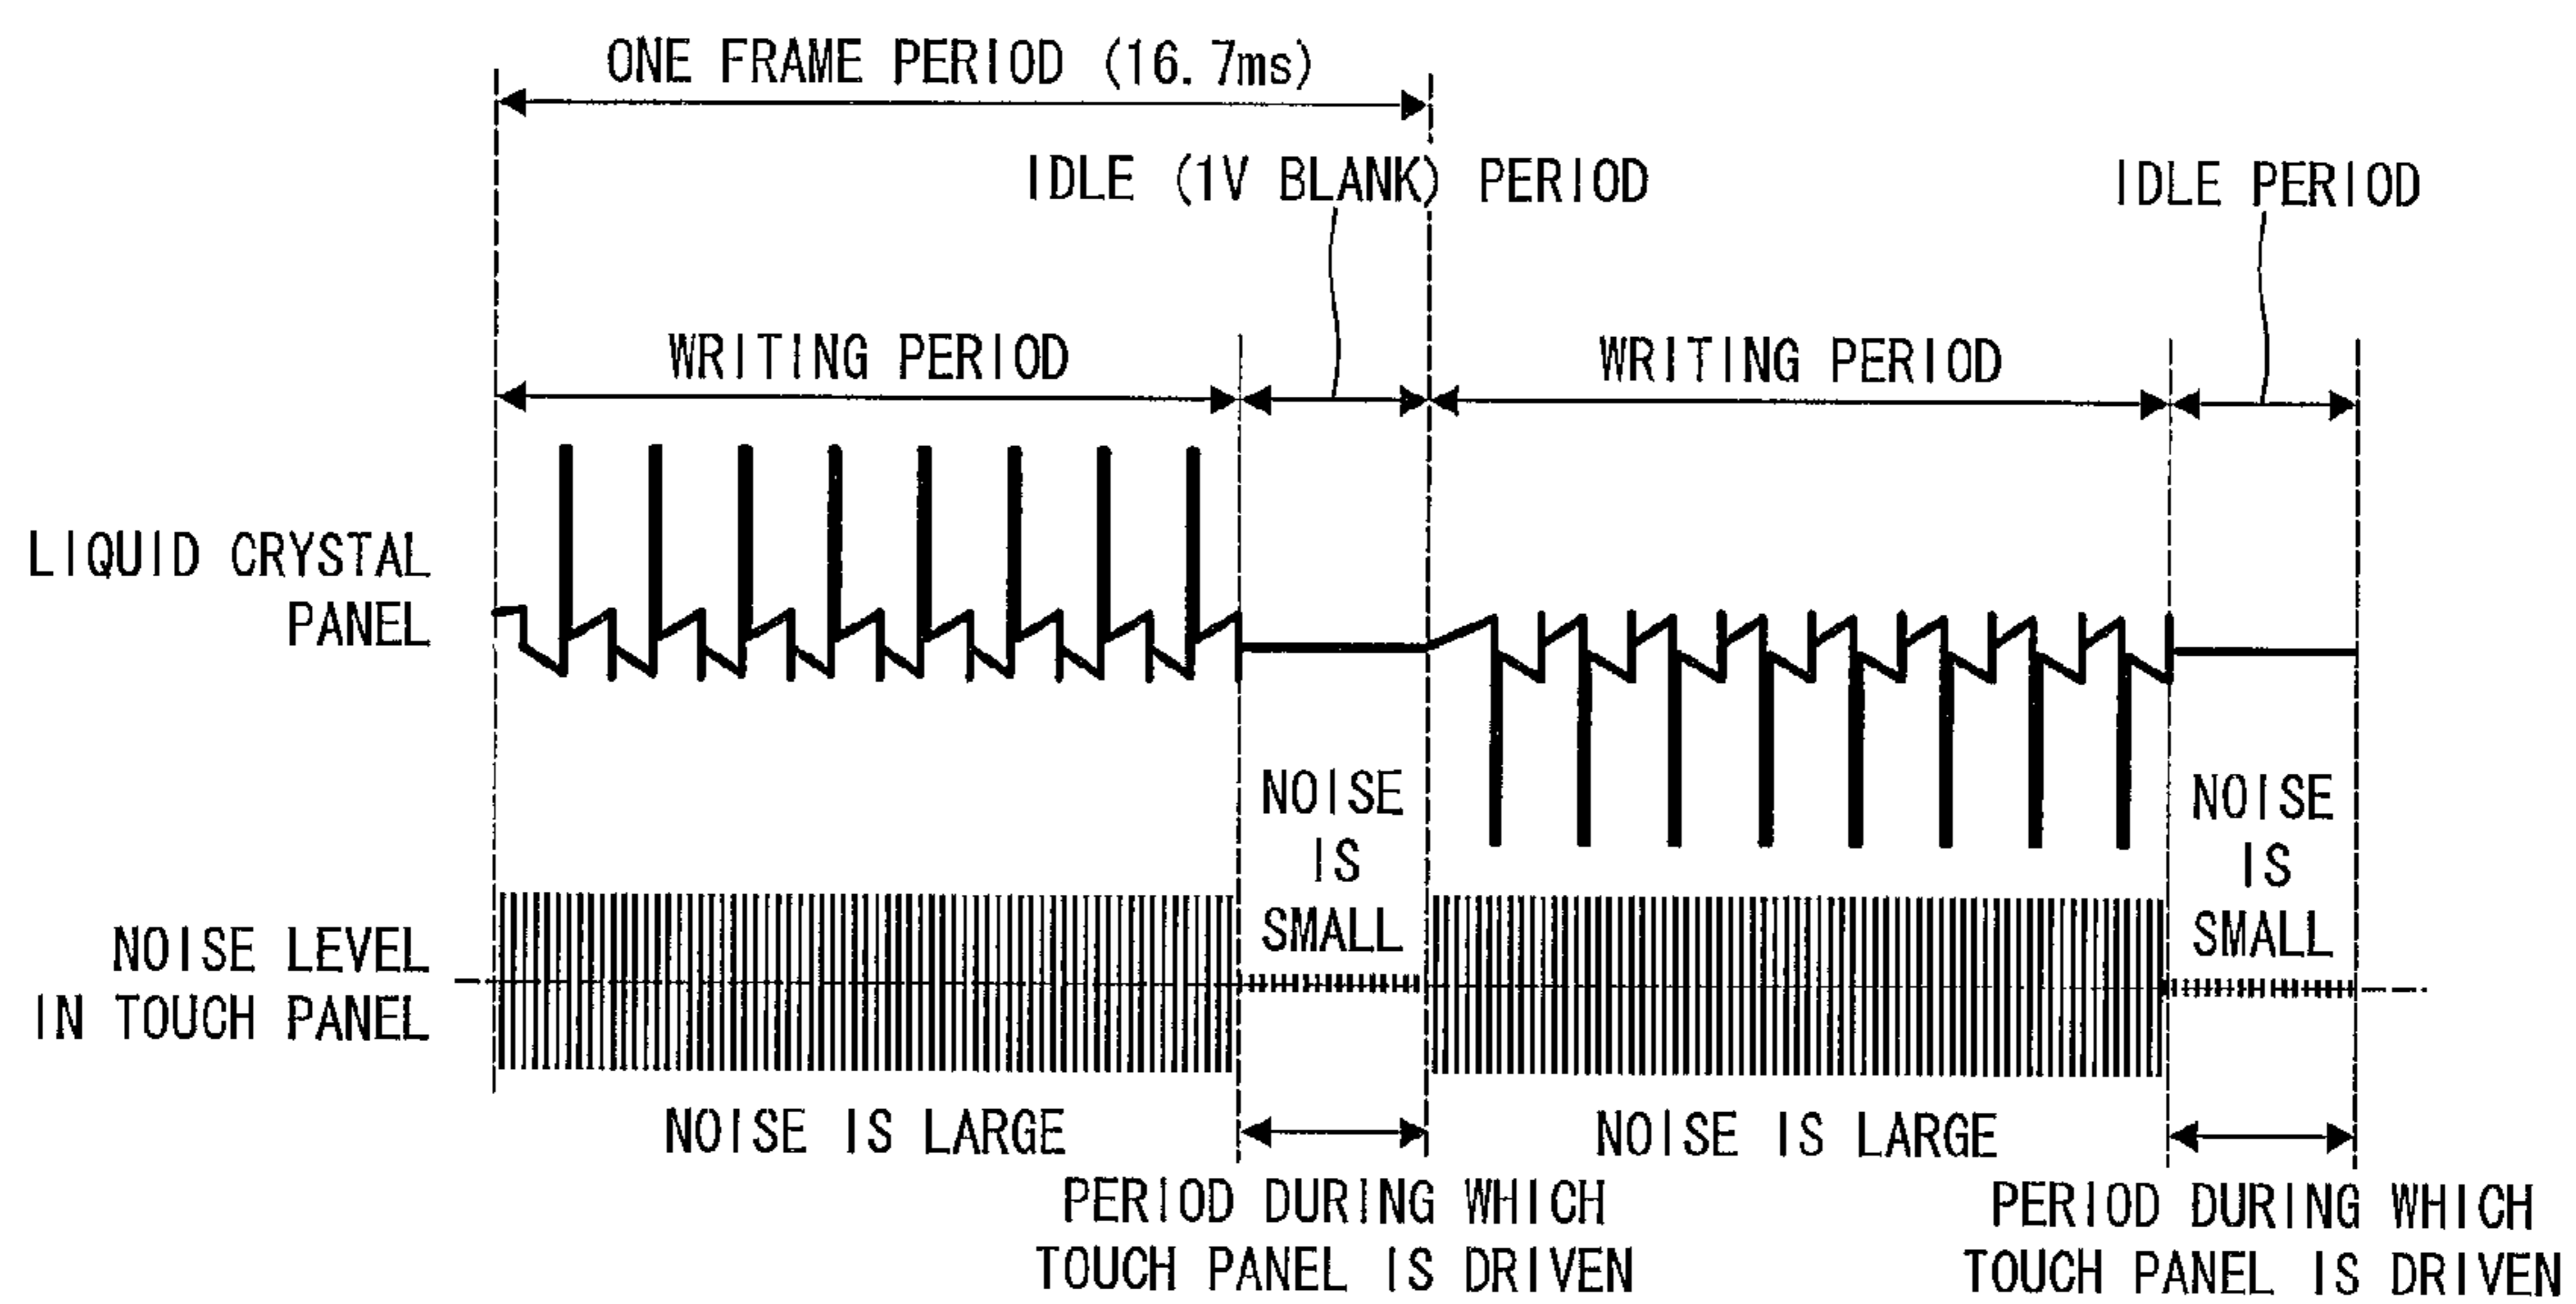 ONE FRAME PERIOD (16.7ms)
IDLE (1V BLANK) PERIOD
IDLE PERIOD
WRITING PERIOD
WRITING PERIOD
LIQUID CRYSTAL
PANEL
NOISE
IS
SMALL
NOISE
IS
SMALL
NOISE LEVEL
IN TOUCH PANEL
NOISE IS LARGE
NOISE IS LARGE
PERIOD DURING WHICH
TOUCH PANEL IS DRIVEN
PERIOD DURING WHICH
TOUCH PANEL IS DRIVEN